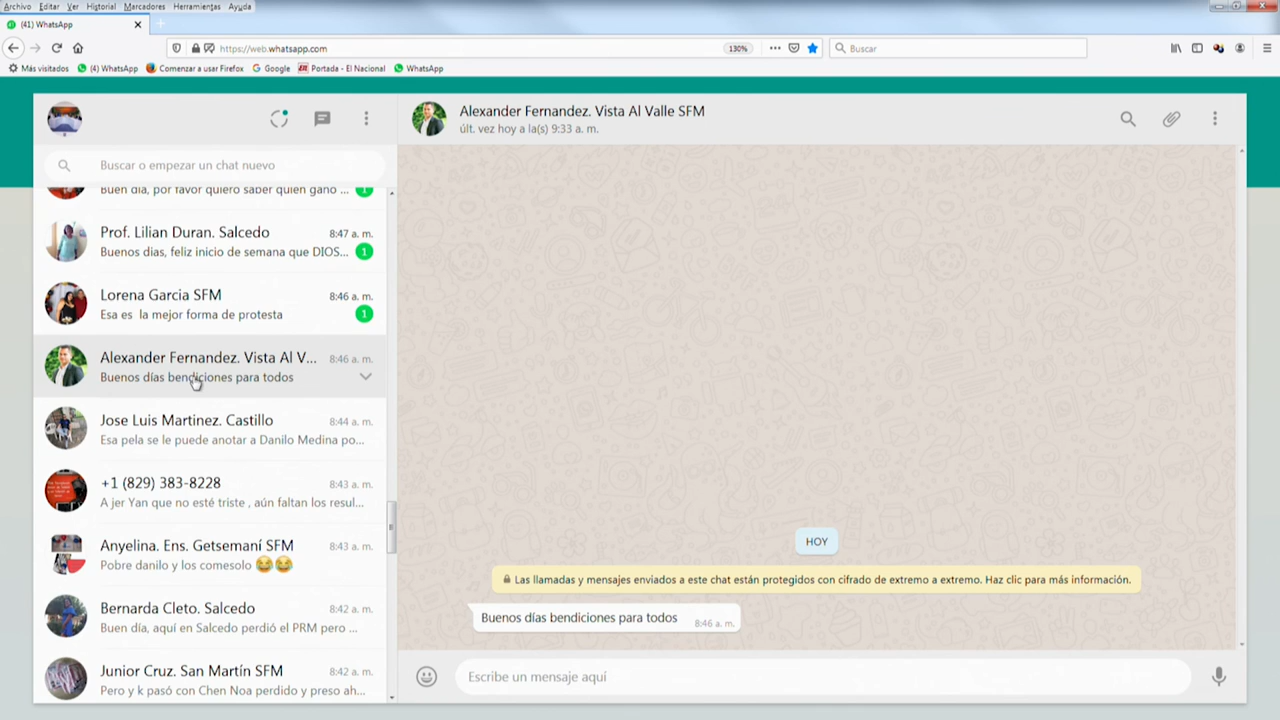 Archivo Editar Ver Historial Marcadores Herramientas Ayuda
(41) WhatsApp
https://web.whatsapp.com
130%
Buscar
Más visitados (4) WhatsApp Comenzar a usar Firefox Google Portada - El Nacional WhatsApp
Alexander Fernandez. Vista Al Valle SFM
últ. vez hoy a la(s) 9:33 a. m.
Buscar o empezar un chat nuevo
Buen día, por favor quiero saber quien gano ... 1
Prof. Lilian Duran. Salcedo 8:47 a. m.
Buenos dias, feliz inicio de semana que DIOS... 1
Lorena Garcia SFM 8:46 a. m.
Esa es la mejor forma de protesta 1
Alexander Fernandez. Vista Al V... 8:46 a. m.
Buenos días bendiciones para todos
Jose Luis Martinez. Castillo 8:44 a. m.
Esa pela se le puede anotar a Danilo Medina po...
+1 (829) 383-8228 8:43 a. m.
A jer Yan que no esté triste , aún faltan los resul...
Anyelina. Ens. Getsemaní SFM 8:43 a. m.
Pobre danilo y los comesolo 😂😂
Bernarda Cleto. Salcedo 8:42 a. m.
Buen día, aquí en Salcedo perdió el PRM pero ...
Junior Cruz. San Martín SFM 8:42 a. m.
Pero y k pasó con Chen Noa perdido y preso ah...
HOY
Las llamadas y mensajes enviados a este chat están protegidos con cifrado de extremo a extremo. Haz clic para más información.
Buenos días bendiciones para todos 8:46 a. m.
Escribe un mensaje aquí